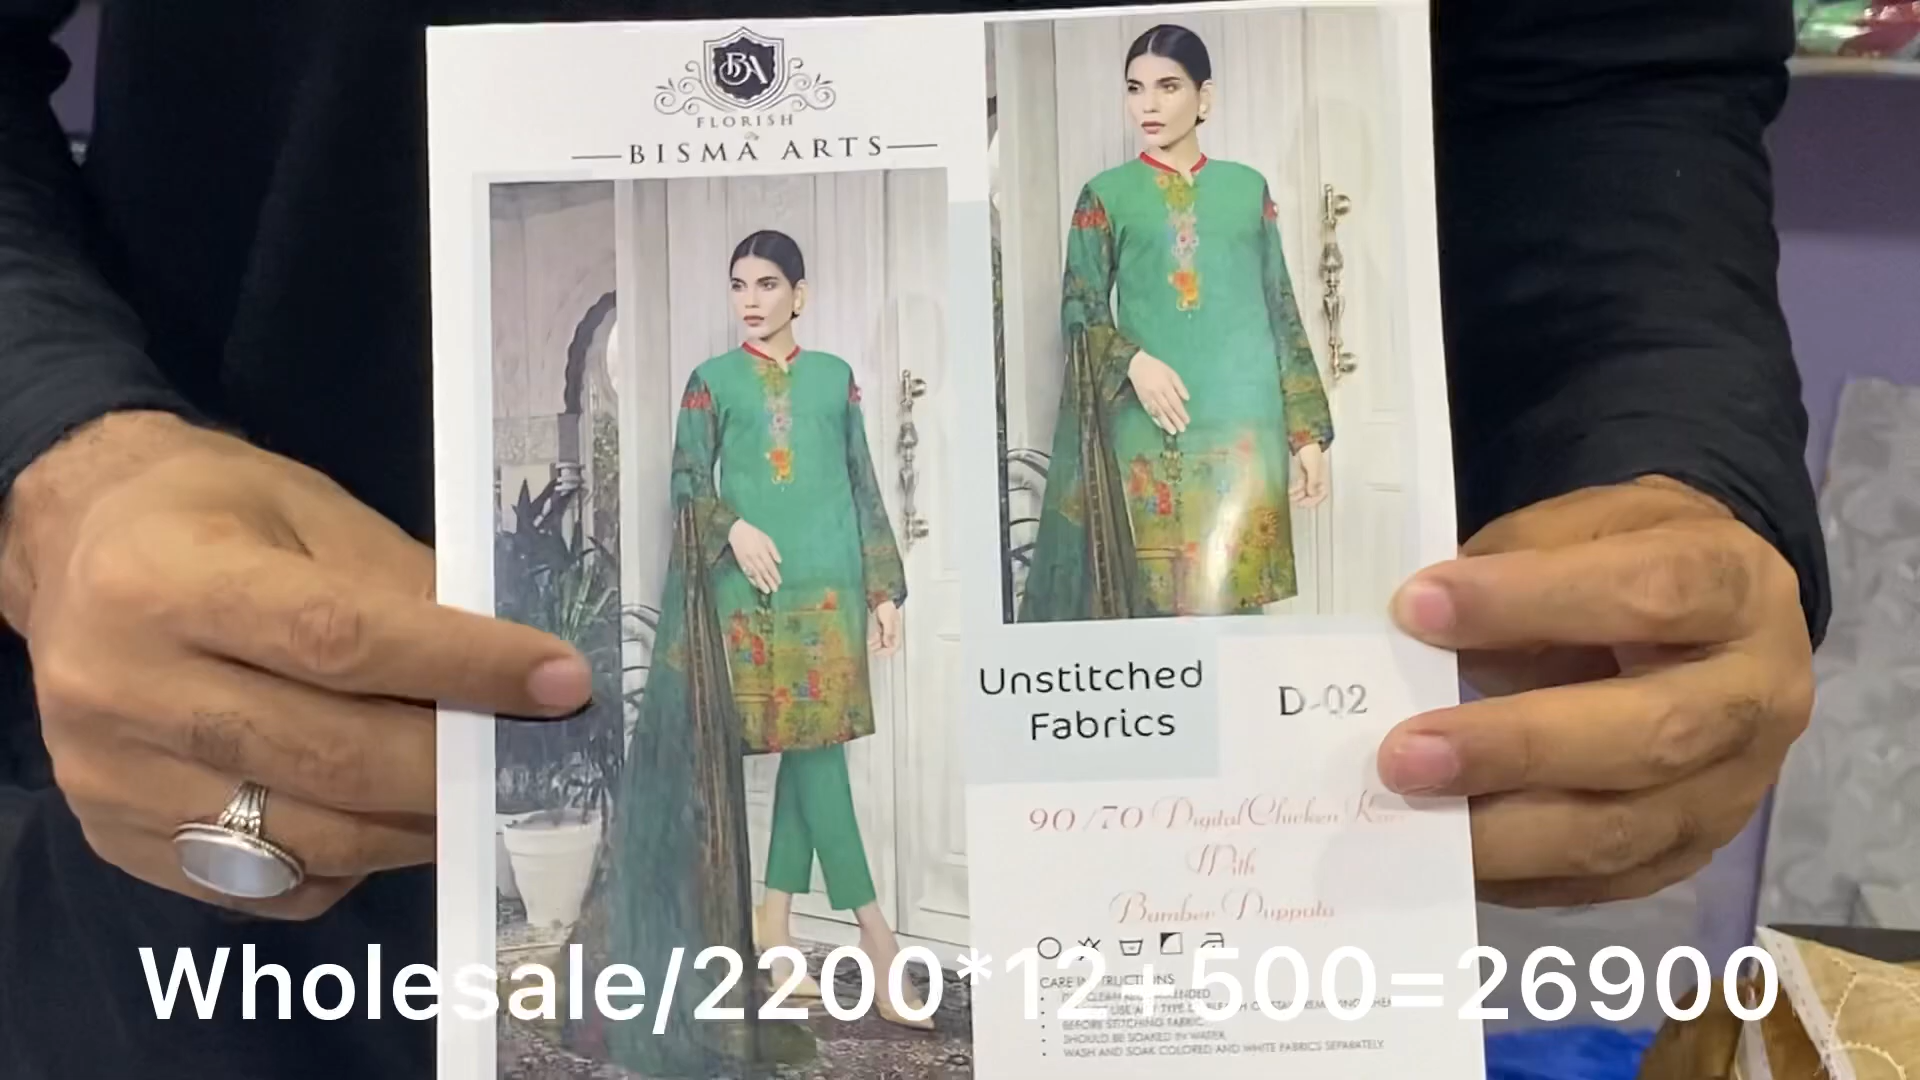 BA
FLORISH
By
BISMA ARTS
Unstitched
Fabrics
D-02
90/70 Digital Chicken
With
Bamber Duppata
Wholesale/2200*12+500=26900
CARE INSTRUCTIONS
BEFORE STITCHING FABRIC
SHOULD BE SOAKED IN WATER
WASH AND SOAK COLORED AND WHITE FABRICS SEPARATELY